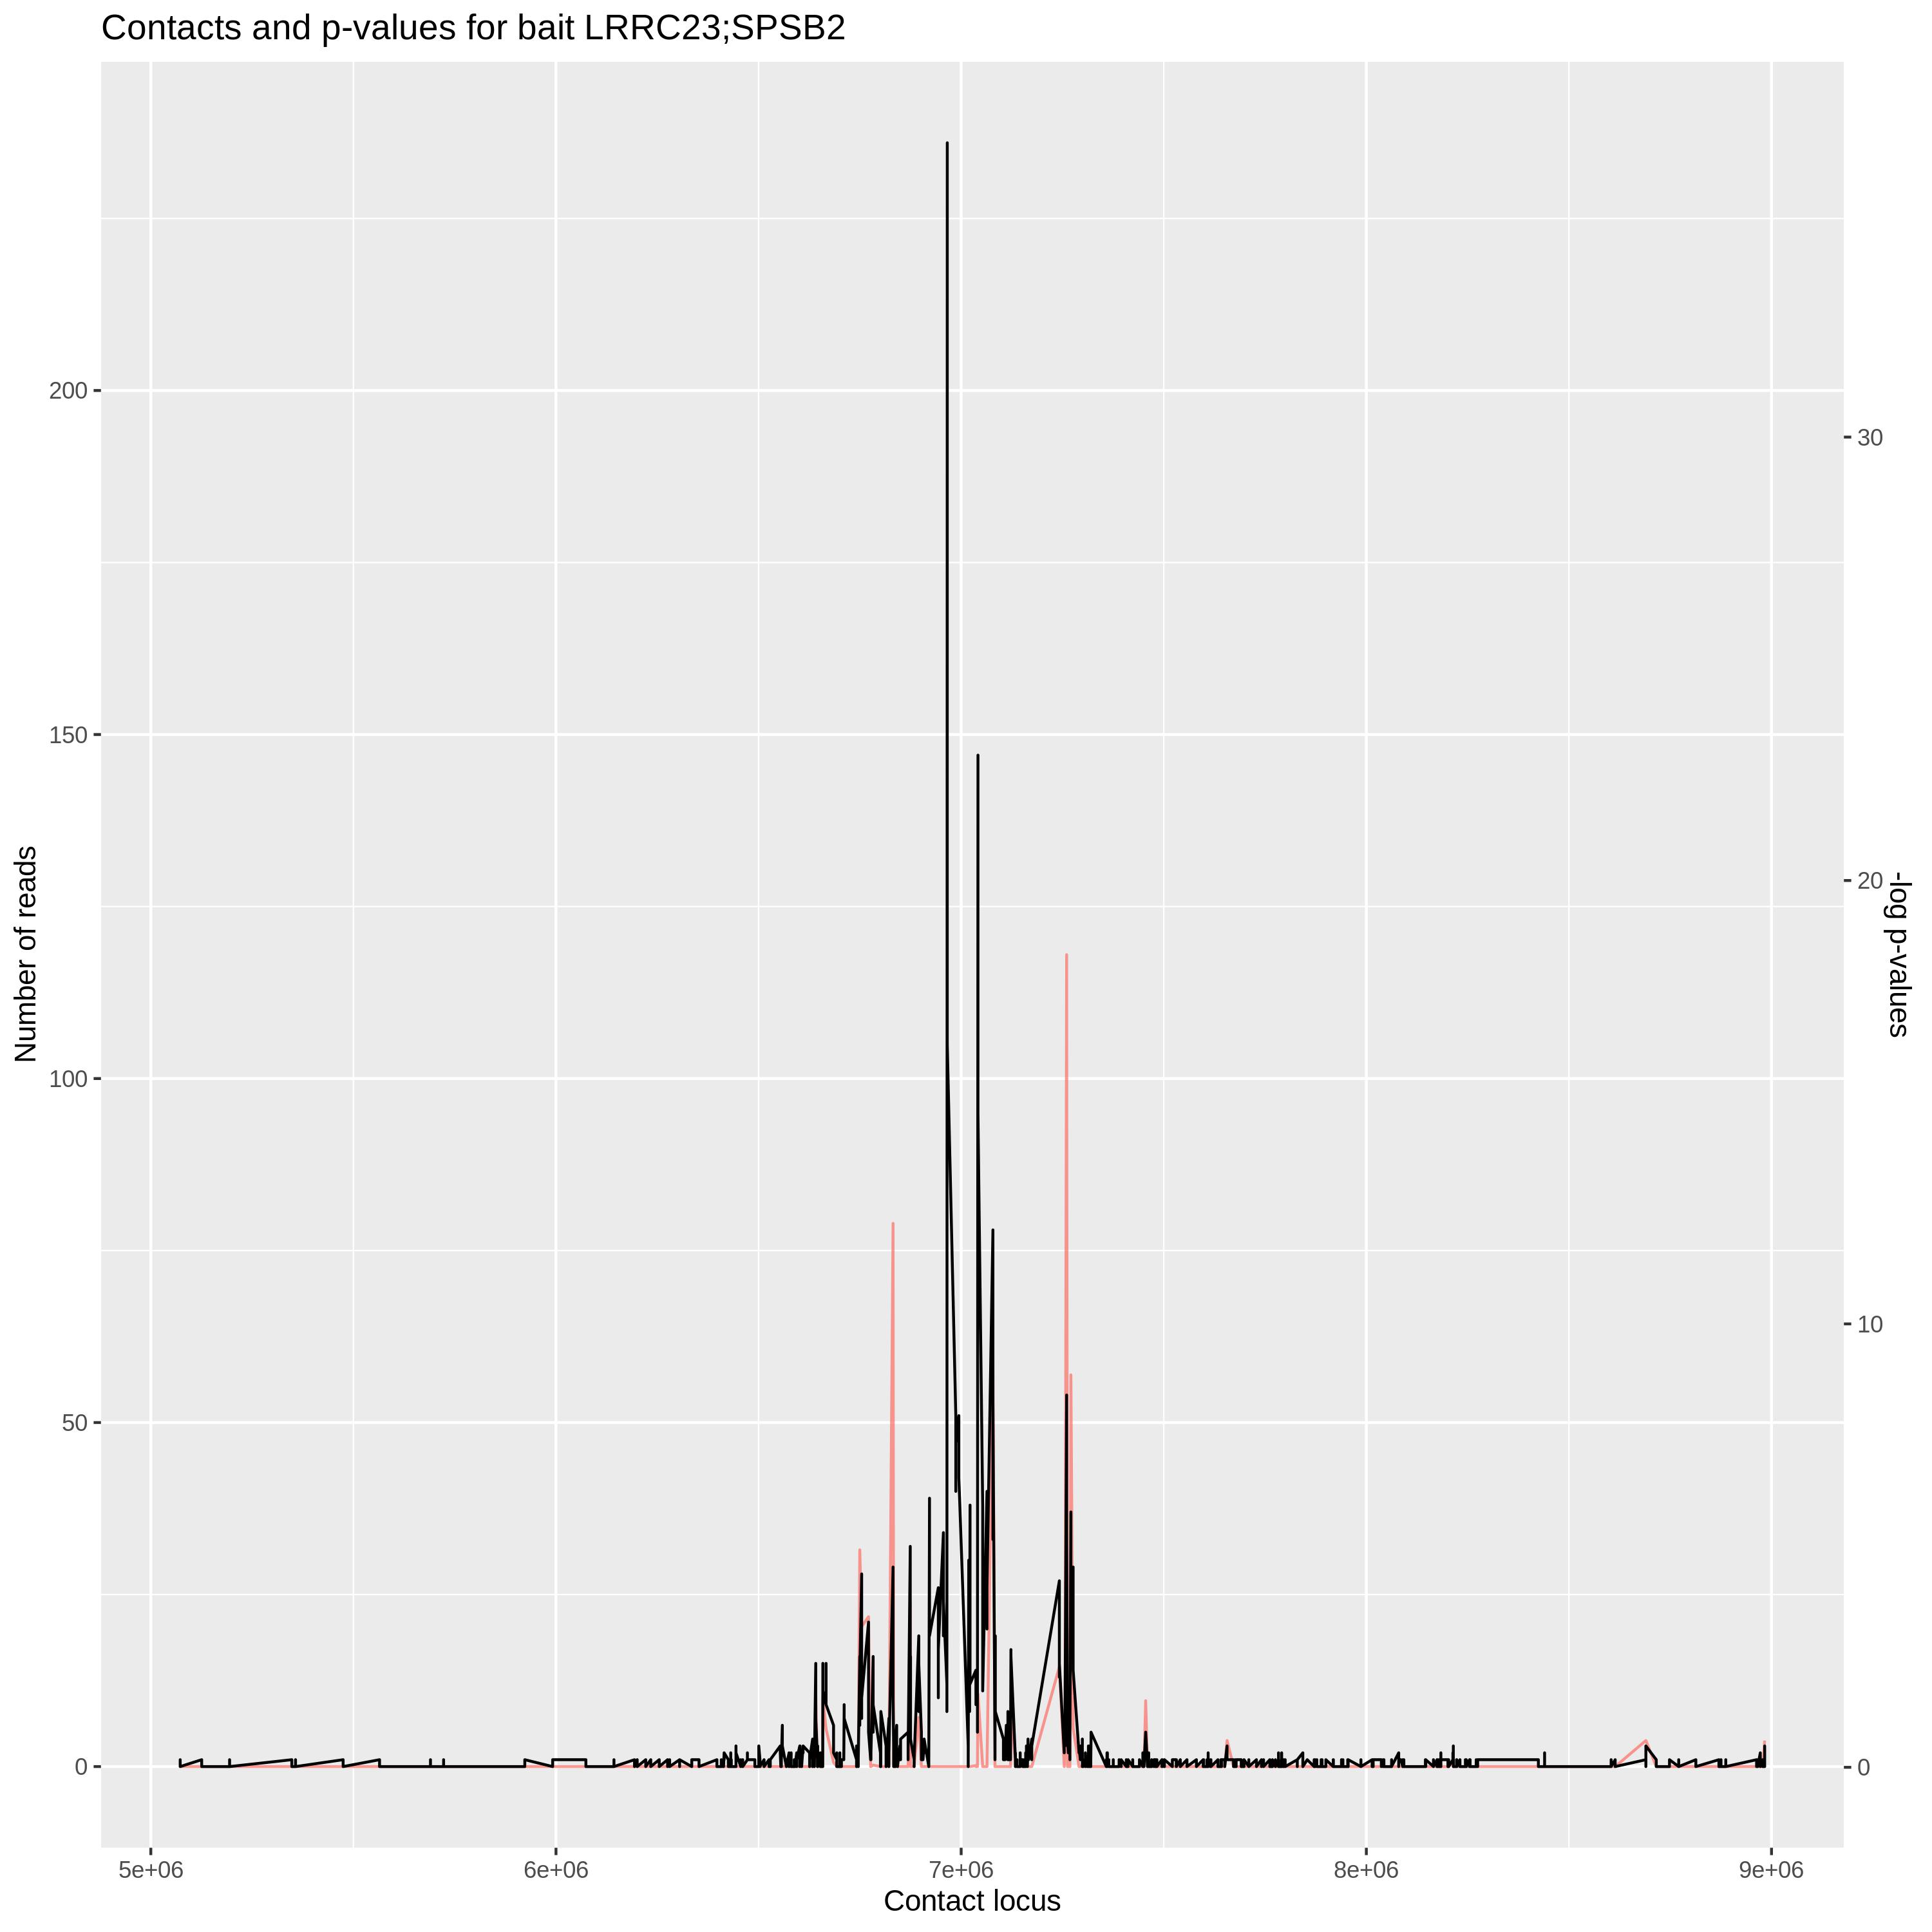 Contacts and p-values for bait LRRC23;SPSB2
200
150
100
50
0
Number of reads
30
20
10
0
-log p-values
5e+06 6e+06 7e+06 8e+06 9e+06
Contact locus